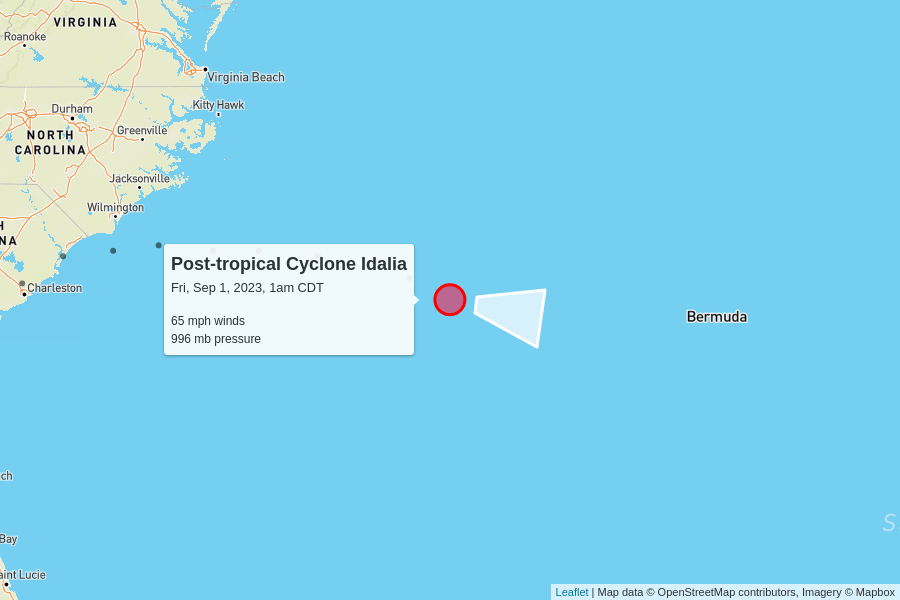 VIRGINIA
Roanoke
Virginia Beach
Kitty Hawk
Durham
Greenville
NORTH
CAROLINA
Jacksonville
Wilmington
H
NA
Charleston
Post-tropical Cyclone Idalia
Fri, Sep 1, 2023, 1am CDT
65 mph winds
996 mb pressure
Bermuda
ch
S
Bay
aint Lucie
Leaflet | Map data © OpenStreetMap contributors, Imagery © Mapbox